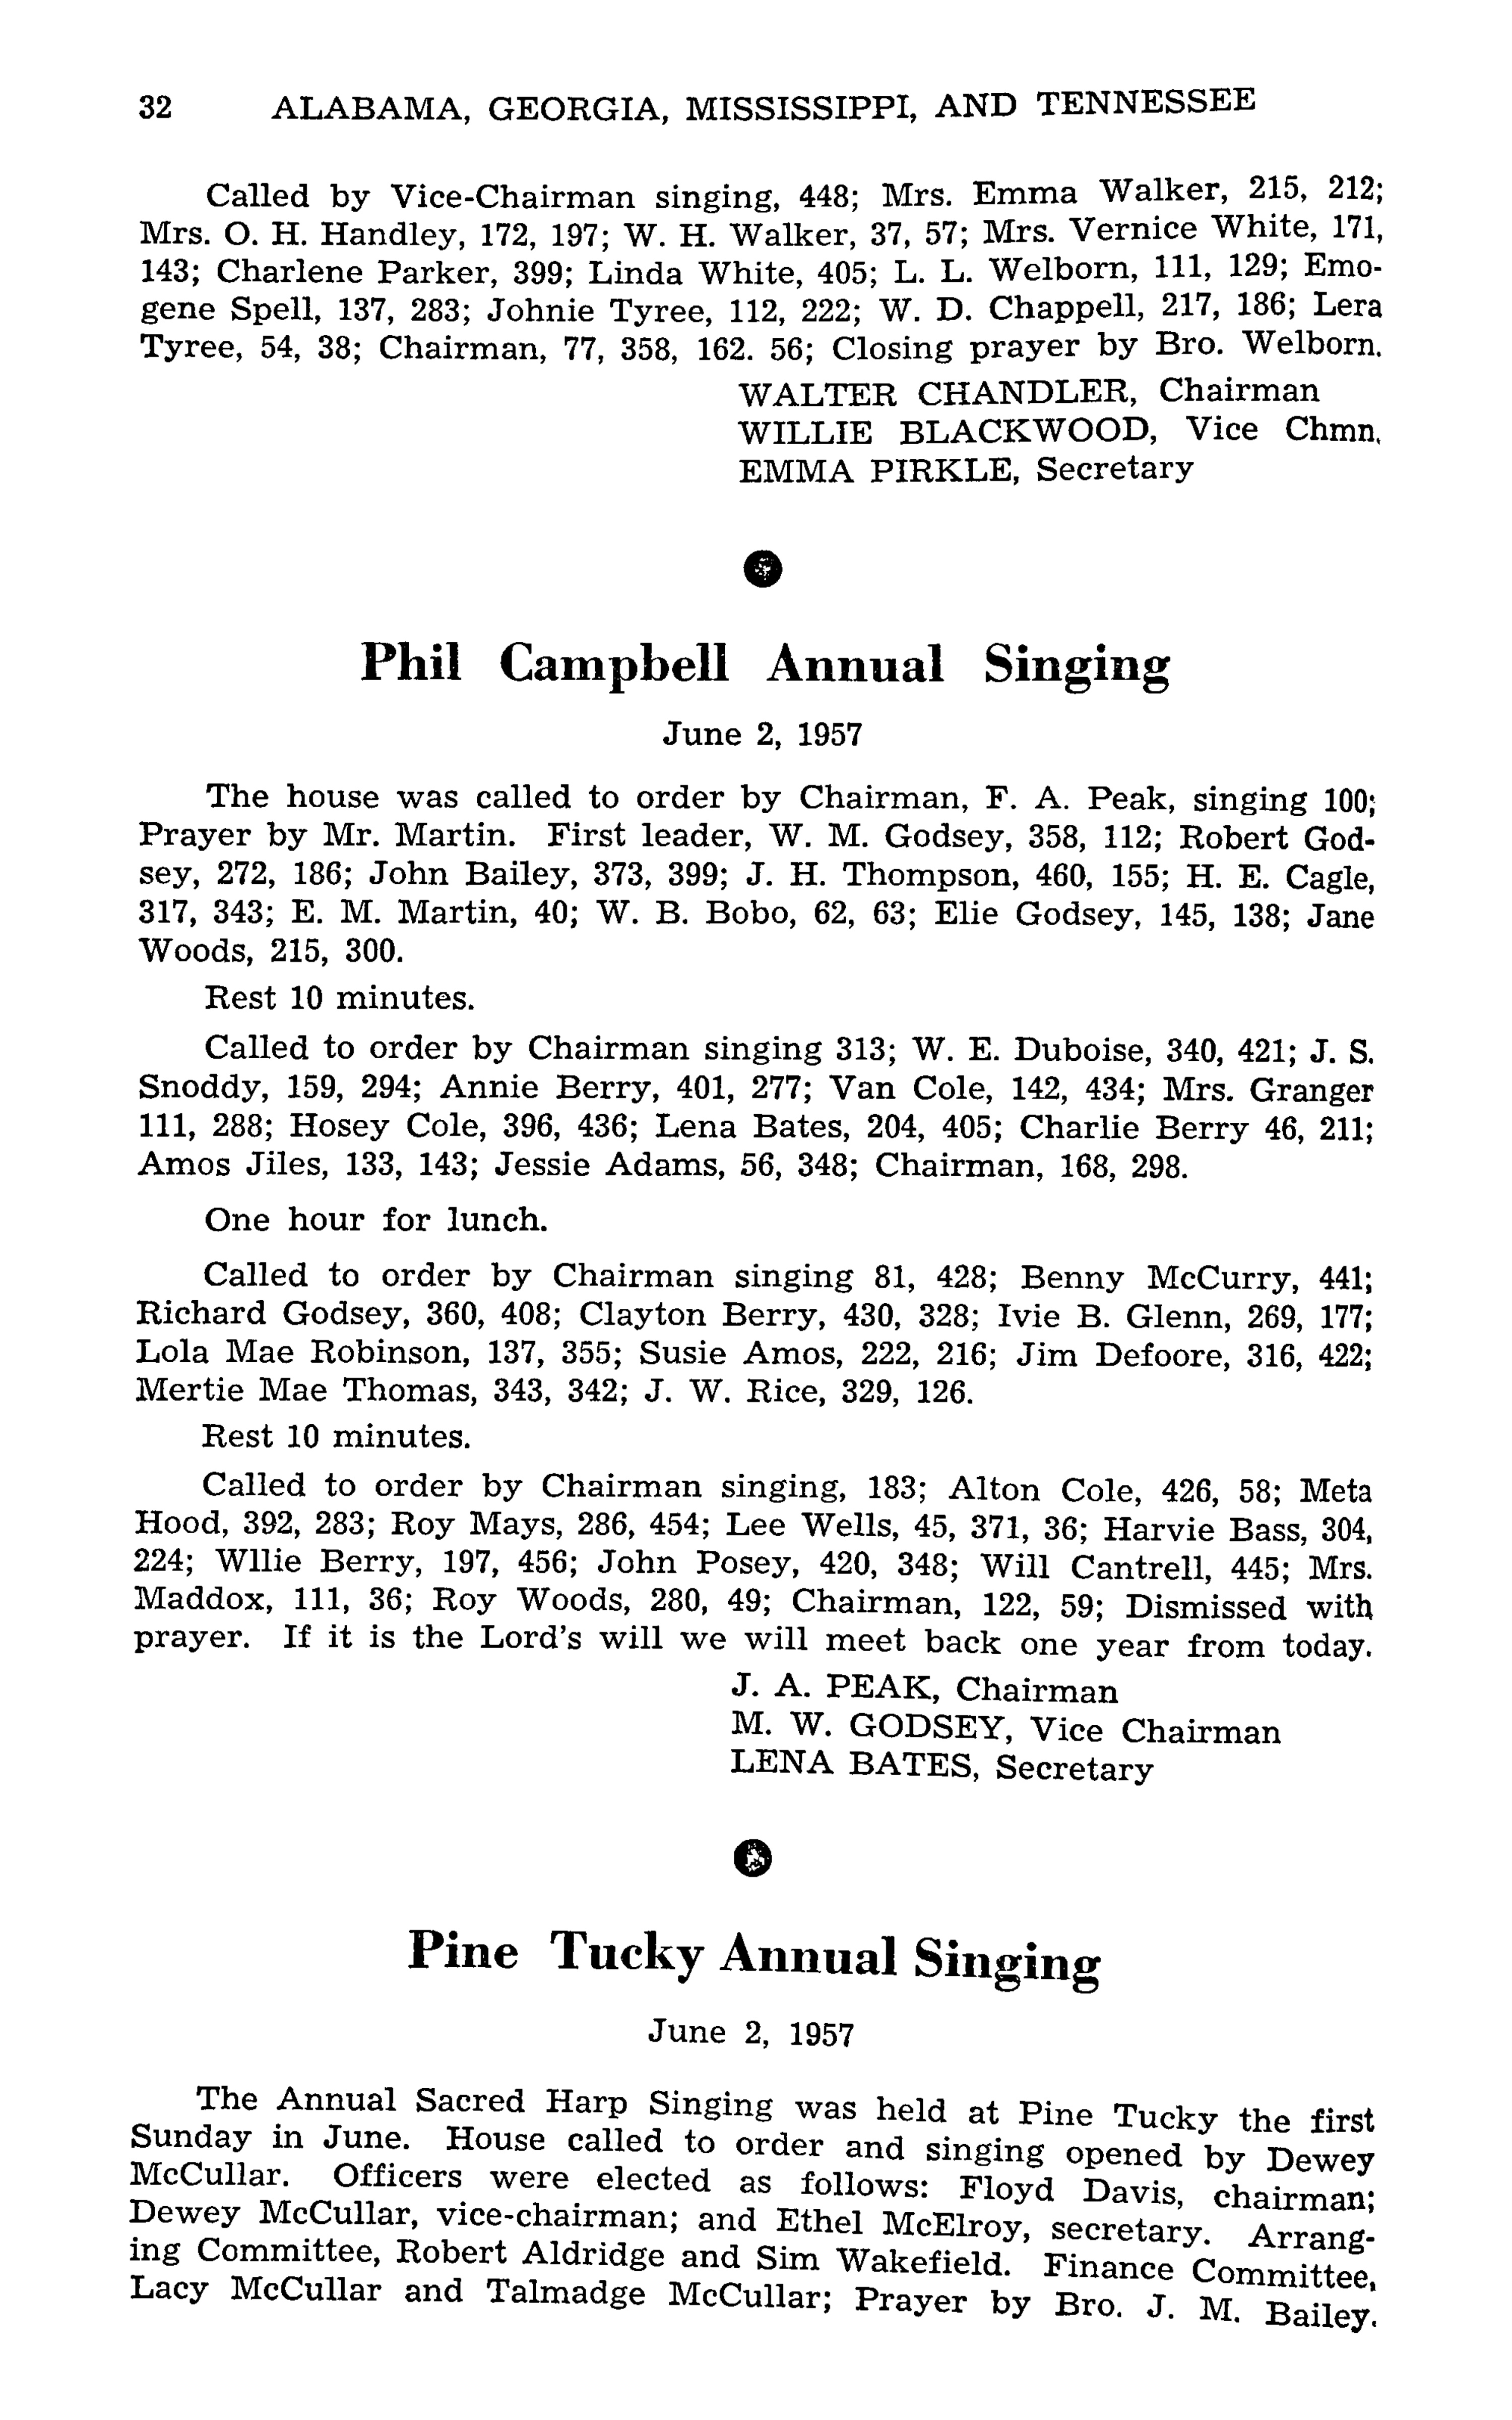 32 ALABAMA, GEORGIA, MISSISSIPPI, AND TENNESSEE
Called by Vice-Chairman singing, 448; Mrs. Emma Walker, 215, 212;
Mrs. O. H. Handley, 172, 197; W. H. Walker, 37, 57; Mrs. Vernice White, 171,
143; Charlene Parker, 399; Linda White, 405; L. L. Welborn, 111, 129; Emo-
gene Spell, 137, 283; Johnie Tyree, 112, 222; W. D. Chappell, 217, 186; Lera
Tyree, 54, 38; Chairman, 77, 358, 162. 56; Closing prayer by Bro. Welborn.
WALTER CHANDLER, Chairman
WILLIE BLACKWOOD, Vice Chmn.
EMMA PIRKLE, Secretary
Phil Campbell Annual Singing
June 2, 1957
The house was called to order by Chairman, F. A. Peak, singing 100;
Prayer by Mr. Martin. First leader, W. M. Godsey, 358, 112; Robert God-
sey, 272, 186; John Bailey, 373, 399; J. H. Thompson, 460, 155; H. E. Cagle,
317, 343; E. M. Martin, 40; W. B. Bobo, 62, 63; Elie Godsey, 145, 138; Jane
Woods, 215, 300.
Rest 10 minutes.
Called to order by Chairman singing 313; W. E. Duboise, 340, 421; J. S.
Snoddy, 159, 294; Annie Berry, 401, 277; Van Cole, 142, 434; Mrs. Granger
111, 288; Hosey Cole, 396, 436; Lena Bates, 204, 405; Charlie Berry 46, 211;
Amos Jiles, 133, 143; Jessie Adams, 56, 348; Chairman, 168, 298.
One hour for lunch.
Called to order by Chairman singing 81, 428; Benny McCurry, 441;
Richard Godsey, 360, 408; Clayton Berry, 430, 328; Ivie B. Glenn, 269, 177;
Lola Mae Robinson, 137, 355; Susie Amos, 222, 216; Jim Defoore, 316, 422;
Mertie Mae Thomas, 343, 342; J. W. Rice, 329, 126.
Rest 10 minutes.
Called to order by Chairman singing, 183; Alton Cole, 426, 58; Meta
Hood, 392, 283; Roy Mays, 286, 454; Lee Wells, 45, 371, 36; Harvie Bass, 304,
224; Wllie Berry, 197, 456; John Posey, 420, 348; Will Cantrell, 445; Mrs.
Maddox, 111, 36; Roy Woods, 280, 49; Chairman, 122, 59; Dismissed with
prayer. If it is the Lord's will we will meet back one year from today.
J. A. PEAK, Chairman
M. W. GODSEY, Vice Chairman
LENA BATES, Secretary
Pine Tucky Annual Singing
June 2, 1957
The Annual Sacred Harp Singing was held at Pine Tucky the first
Sunday in June. House called to order and singing opened by Dewey
McCullar. Officers were elected as follows: Floyd Davis, chairman;
Dewey McCullar, vice-chairman; and Ethel McElroy, secretary. Arrang-
ing Committee, Robert Aldridge and Sim Wakefield. Finance Committee,
Lacy McCullar and Talmadge McCullar; Prayer by Bro. J. M. Bailey.